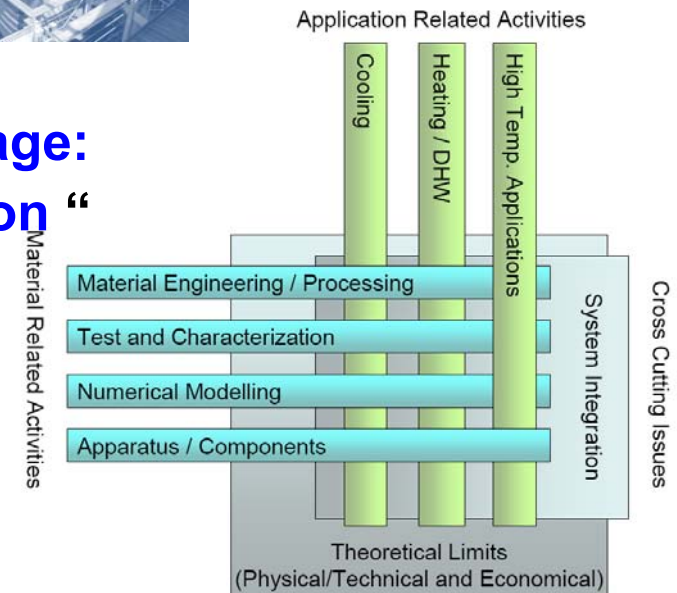 Application Related Activities
Cooling
Heating / DHW
High Temp. Applications
age:
on “
Material Related Activities
Material Engineering / Processing
Test and Characterization
Numerical Modelling
Apparatus / Components
System Integration
Cross Cutting Issues
Theoretical Limits
(Physical/Technical and Economical)